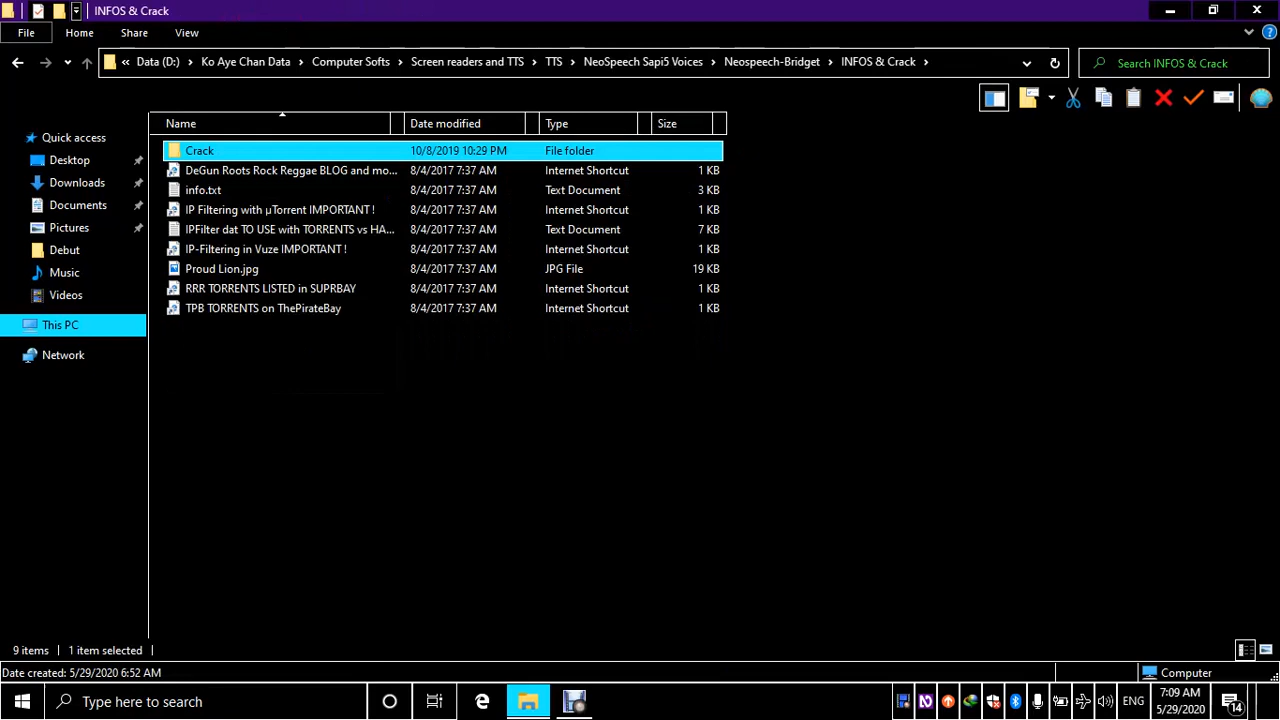 INFOS & Crack
File Home Share View
« Data (D:) › Ko Aye Chan Data › Computer Softs › Screen readers and TTS › TTS › NeoSpeech Sapi5 Voices › Neospeech-Bridget › INFOS & Crack ›
Search INFOS & Crack
Name Date modified Type Size
Quick access
Desktop
Downloads
Documents
Pictures
Debut
Music
Videos
This PC
Network
Crack 10/8/2019 10:29 PM File folder
DeGun Roots Rock Reggae BLOG and mo... 8/4/2017 7:37 AM Internet Shortcut 1 KB
info.txt 8/4/2017 7:37 AM Text Document 3 KB
IP Filtering with µTorrent IMPORTANT ! 8/4/2017 7:37 AM Internet Shortcut 1 KB
IPFilter dat TO USE with TORRENTS vs HA... 8/4/2017 7:37 AM Text Document 7 KB
IP-Filtering in Vuze IMPORTANT ! 8/4/2017 7:37 AM Internet Shortcut 1 KB
Proud Lion.jpg 8/4/2017 7:37 AM JPG File 19 KB
RRR TORRENTS LISTED in SUPRBAY 8/4/2017 7:37 AM Internet Shortcut 1 KB
TPB TORRENTS on ThePirateBay 8/4/2017 7:37 AM Internet Shortcut 1 KB
9 items 1 item selected
Date created: 5/29/2020 6:52 AM
Computer
Type here to search
ENG
7:09 AM
5/29/2020
14